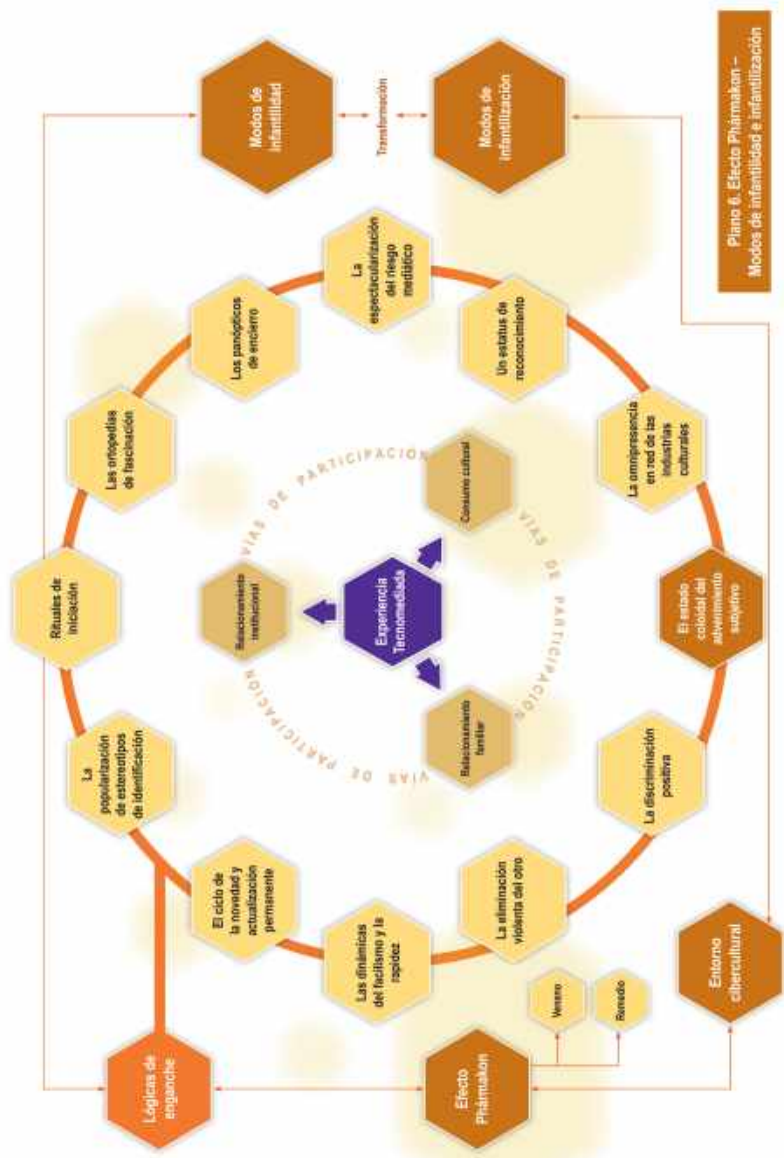 Lógicas de
enganche
Rituales de
iniciación
Las ortopedias
de fascinación
Los panópticos
de encierro
La
espectacularización
del riesgo
mediático
Un estatus de
reconocimiento
La omnipresencia
en red de las
industrias
culturales
El estado
coloidal del
advenimiento
subjetivo
La discriminación
positiva
La eliminación
violenta del otro
Las dinámicas
del facilismo y la
rapidez
El ciclo de
la novedad y
actualización
permanente
La
popularización
de estereotipos
de identificación
VÍAS DE PARTICIPACIÓN
VÍAS DE PARTICIPACIÓN
VÍAS DE PARTICIPACIÓN
Relacionamiento
institucional
Experiencia
Tecnomediada
Relacionamiento
familiar
Consumo cultural
Modos de
infantilidad
Transformación
Modos de
infantilización
Efecto
Phármakon
Veneno
Remedio
Entorno
cibercultural
Plano 6. Efecto Phármakon –
Modos de infantilidad e infantilización